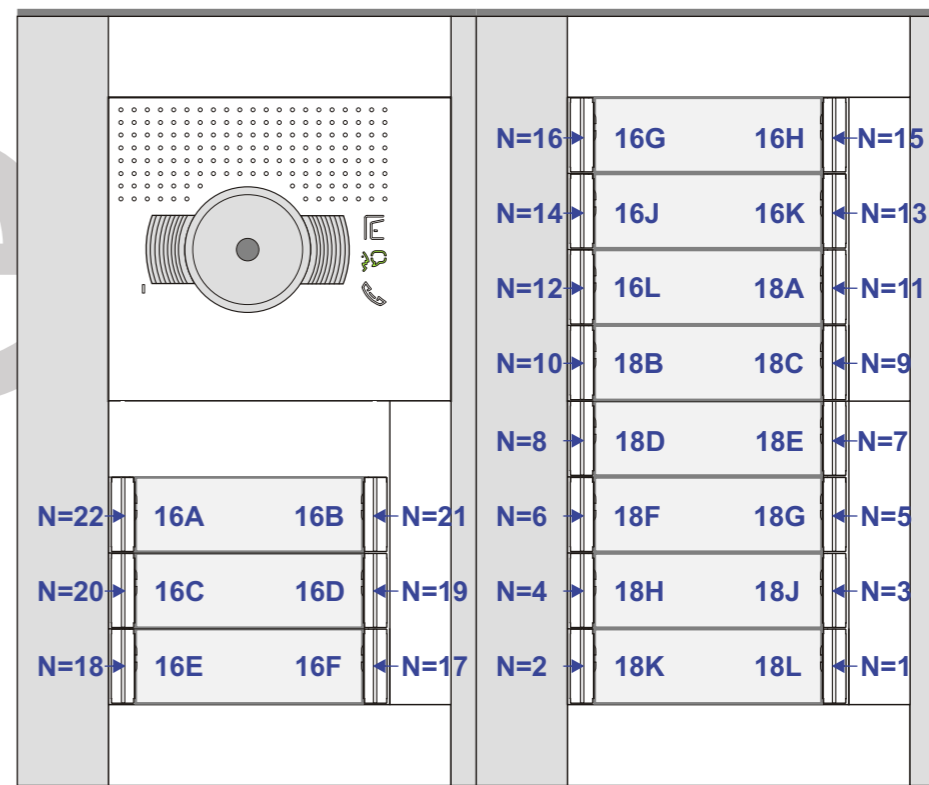 N=16 16G 16H N=15
N=14 16J 16K N=13
N=12 16L 18A N=11
N=10 18B 18C N=9
N=8 18D 18E N=7
N=22 16A 16B N=21 N=6 18F 18G N=5
N=20 16C 16D N=19 N=4 18H 18J N=3
N=18 16E 16F N=17 N=2 18K 18L N=1